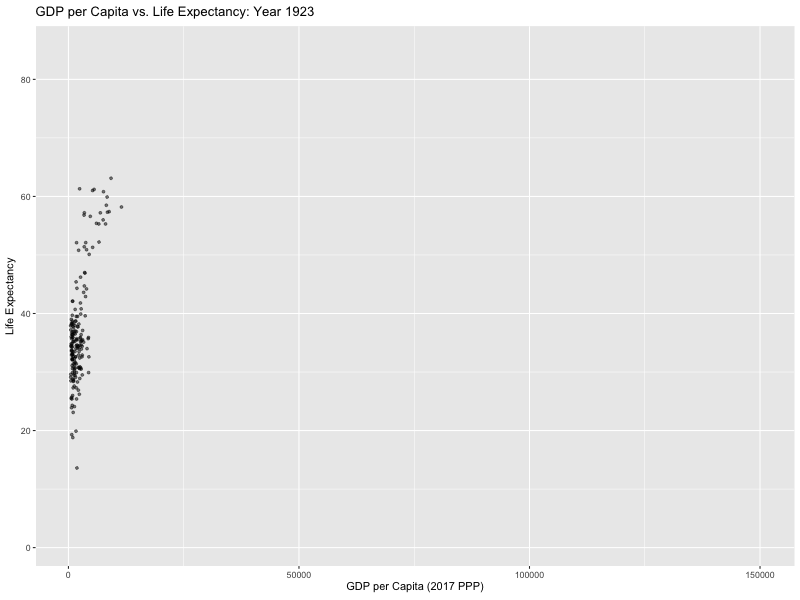 GDP per Capita vs. Life Expectancy: Year 1923
80
60
40
20
0
Life Expectancy
0 50000 100000 150000
GDP per Capita (2017 PPP)